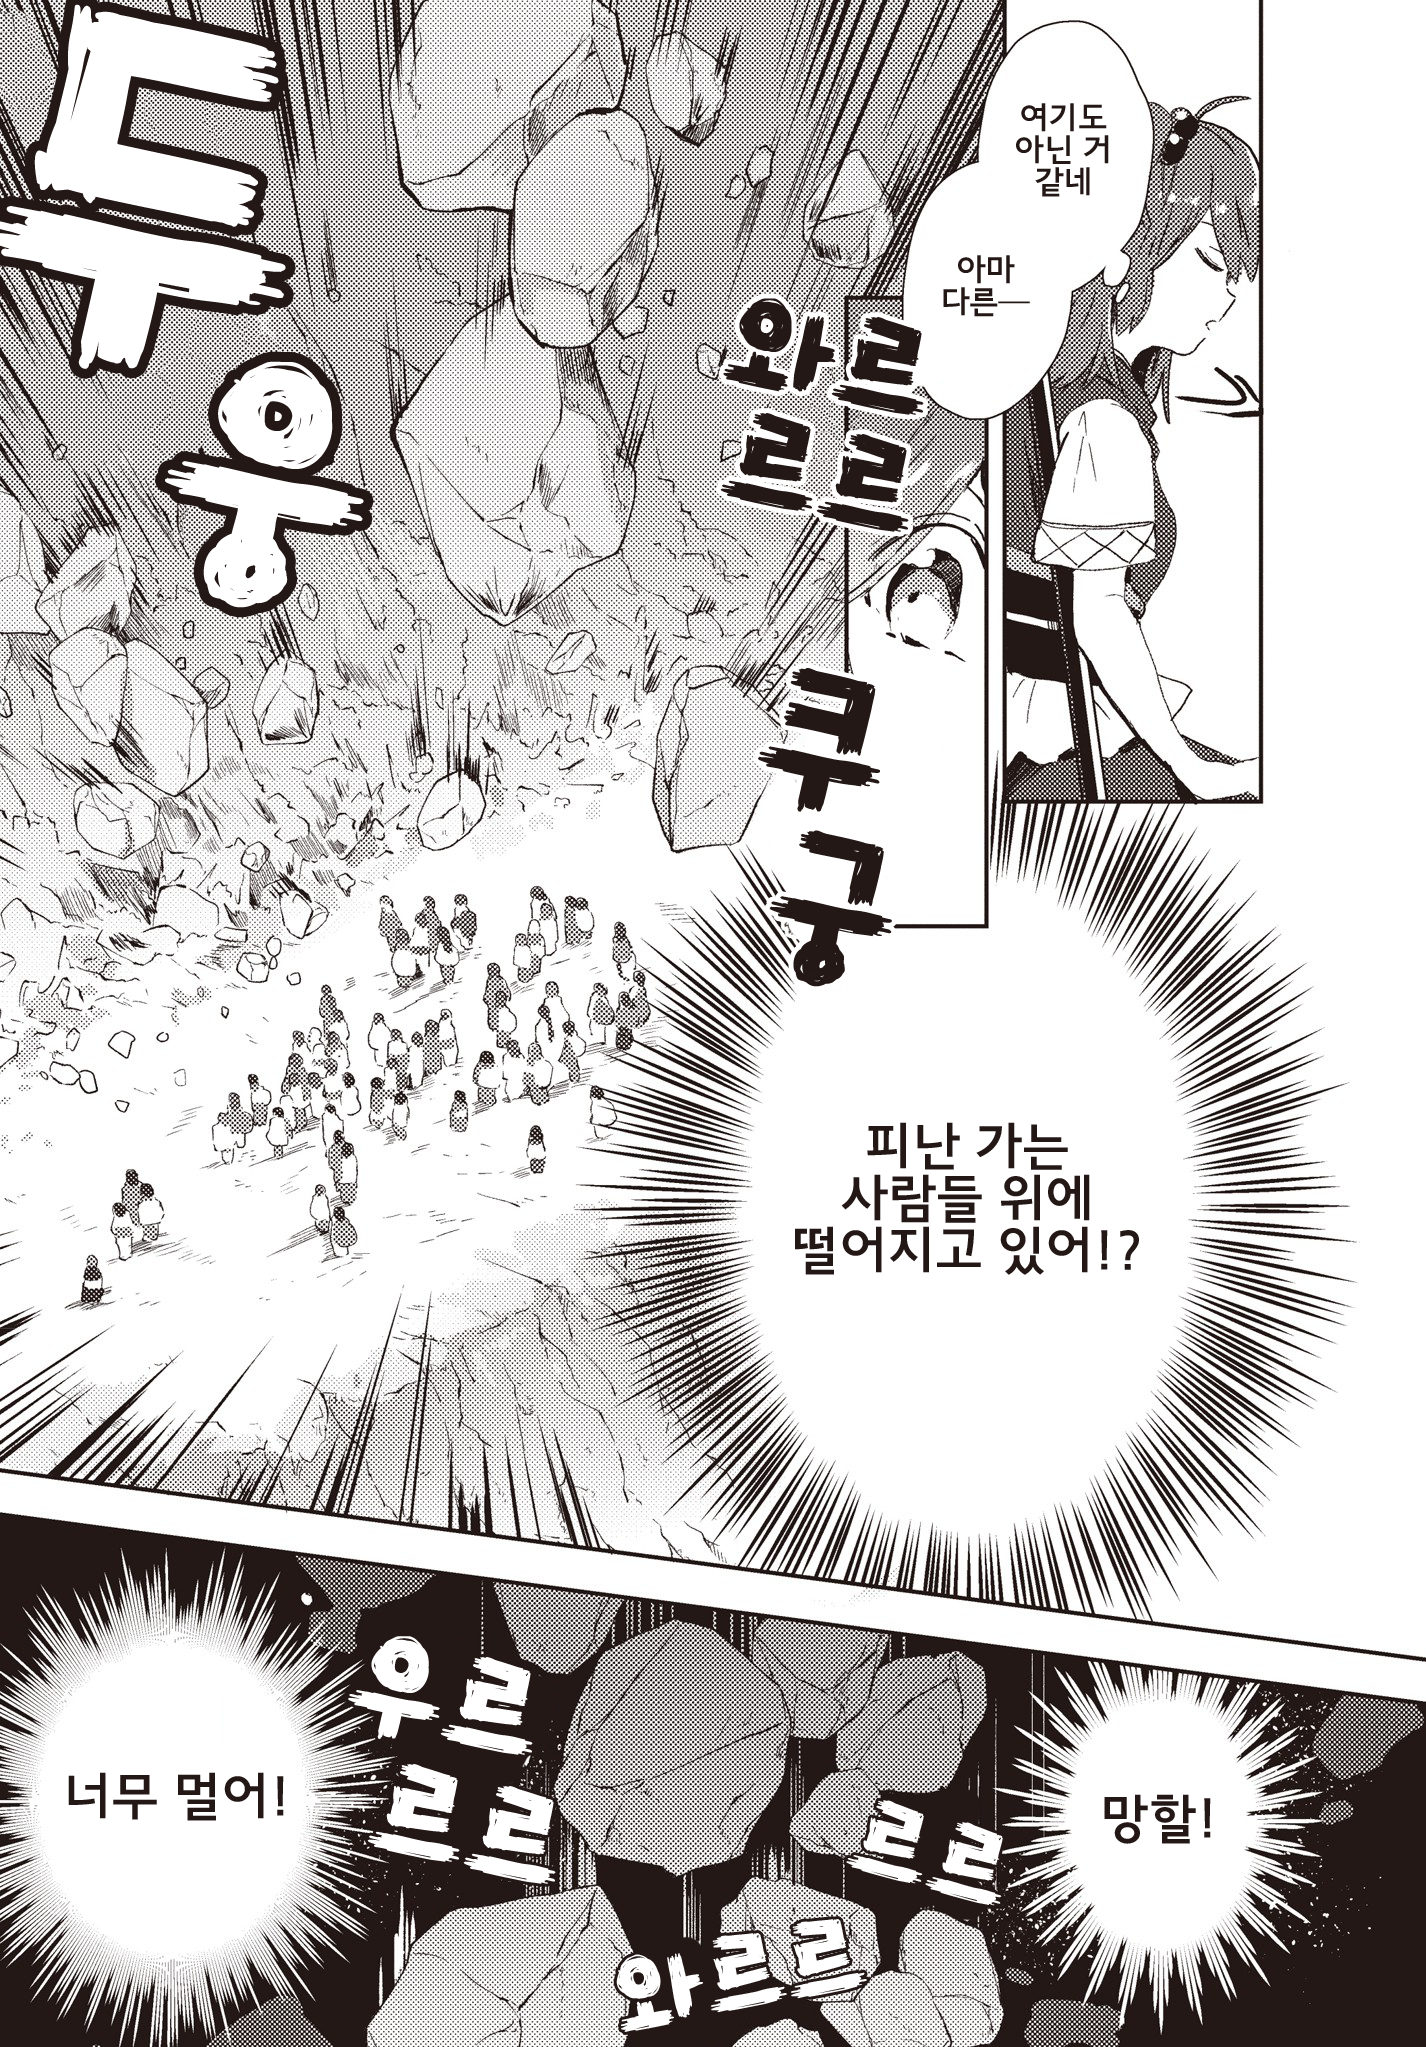 여기도
아닌 거
같네
아마
다른—
와르
르르
쿠궁
두웅
피난 가는
사람들 위에
떨어지고 있어!?
망할!
우르
르르
르르
와르르
너무 멀어!